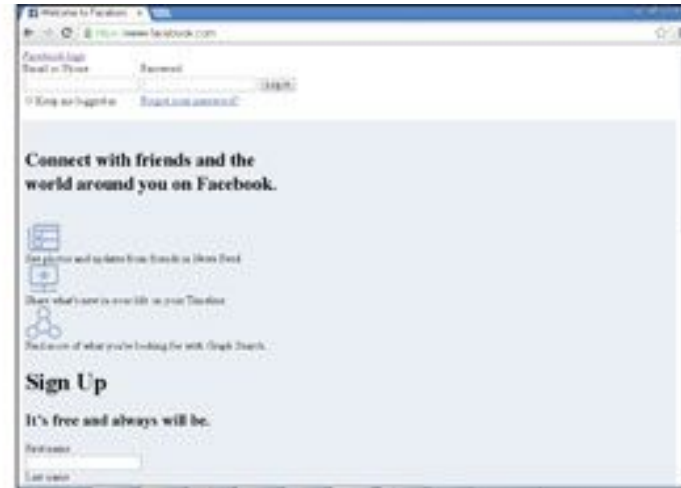 Welcome to Facebook
www.facebook.com
Facebook logo
Email or Phone Password
Log In
Keep me logged in Forgot your password?
Connect with friends and the
world around you on Facebook.
See photos and updates from friends in News Feed
Share what's new in your life on your Timeline
Find more of what you're looking for with Graph Search
Sign Up
It's free and always will be.
First name
Last name